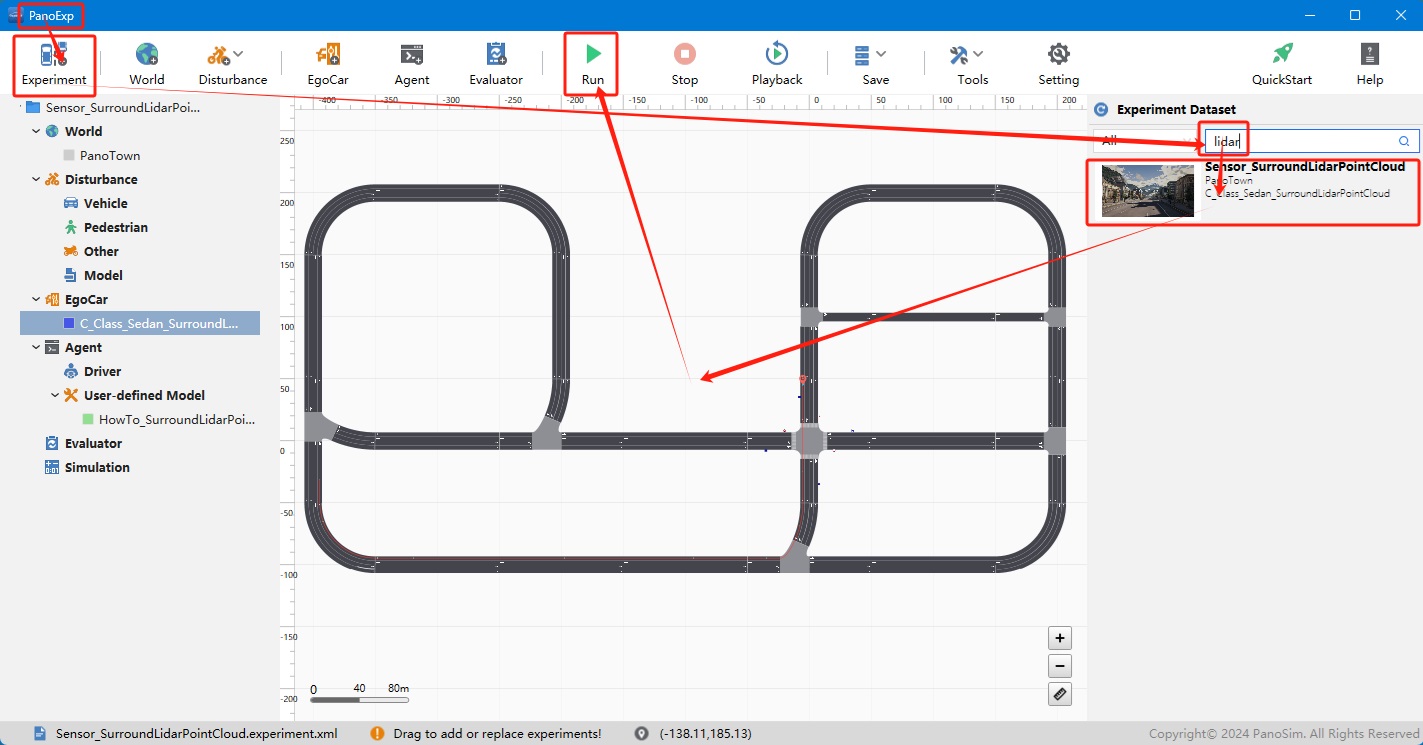 PanoExp
Experiment
World
Disturbance
EgoCar
Agent
Evaluator
Run
Stop
Playback
Save
Tools
Setting
QuickStart
Help
Sensor_SurroundLidarPoi...
World
PanoTown
Disturbance
Vehicle
Pedestrian
Other
Model
EgoCar
C_Class_Sedan_SurroundL...
Agent
Driver
User-defined Model
HowTo_SurroundLidarPoi...
Evaluator
Simulation
-400 -350 -300 -250 -200 -150 -100 -50 0 50 100 150 200
250
200
150
100
50
0
-50
-100
-150
-200
0 40 80m
+
−
Experiment Dataset
All
lidar
Sensor_SurroundLidarPointCloud
PanoTown
C_Class_Sedan_SurroundLidarPointCloud
Sensor_SurroundLidarPointCloud.experiment.xml
Drag to add or replace experiments!
(-138.11,185.13)
Copyright© 2024 PanoSim. All Rights Reserved